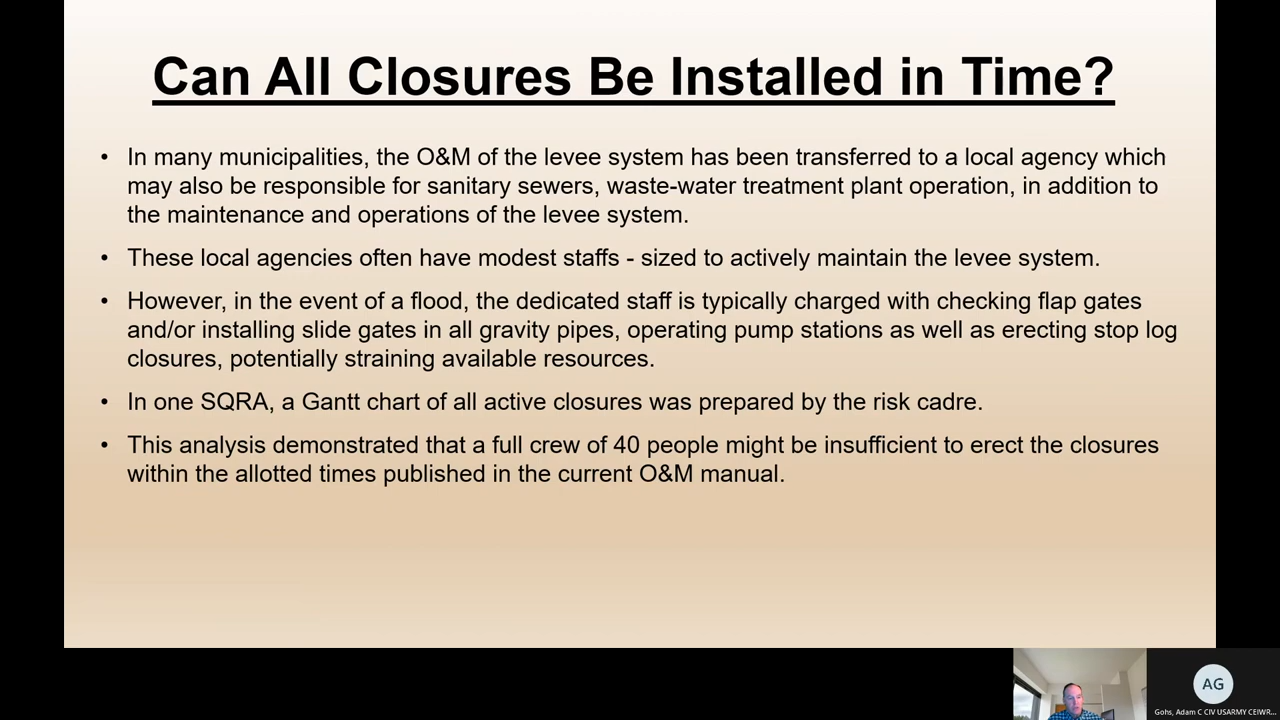 Can All Closures Be Installed in Time?
• In many municipalities, the O&M of the levee system has been transferred to a local agency which
may also be responsible for sanitary sewers, waste-water treatment plant operation, in addition to
the maintenance and operations of the levee system.
• These local agencies often have modest staffs - sized to actively maintain the levee system.
• However, in the event of a flood, the dedicated staff is typically charged with checking flap gates
and/or installing slide gates in all gravity pipes, operating pump stations as well as erecting stop log
closures, potentially straining available resources.
• In one SQRA, a Gantt chart of all active closures was prepared by the risk cadre.
• This analysis demonstrated that a full crew of 40 people might be insufficient to erect the closures
within the allotted times published in the current O&M manual.
AG
Gohs, Adam C CIV USARMY CEIWR...